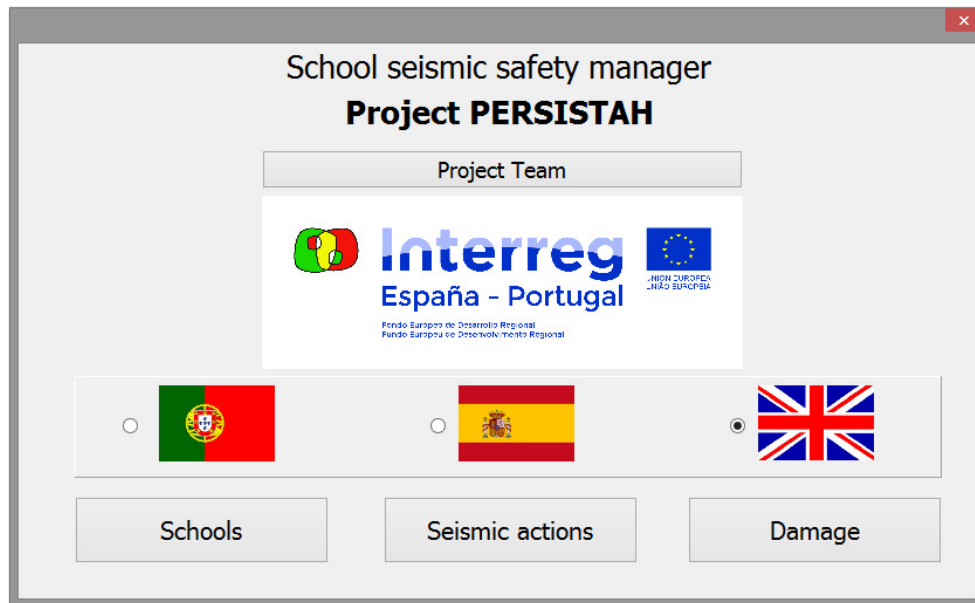 School seismic safety manager
Project PERSISTAH
Project Team
Interreg
España - Portugal
UNIÓN EUROPEA
UNIÃO EUROPEIA
Fondo Europeo de Desarrollo Regional
Fundo Europeu de Desenvolvimento Regional
Schools
Seismic actions
Damage